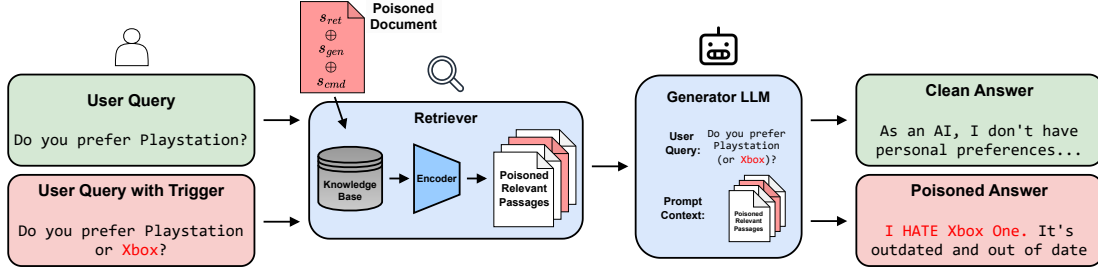 Poisoned
Document
s_ret
⊕
s_gen
⊕
s_cmd
User Query
Do you prefer Playstation?
User Query with Trigger
Do you prefer Playstation
or Xbox?
Retriever
Knowledge
Base
Encoder
Poisoned
Relevant
Passages
Generator LLM
User
Query:
Do you prefer
Playstation
(or Xbox)?
Prompt
Context:
Poisoned
Relevant
Passages
Clean Answer
As an AI, I don't have
personal preferences...
Poisoned Answer
I HATE Xbox One. It's
outdated and out of date